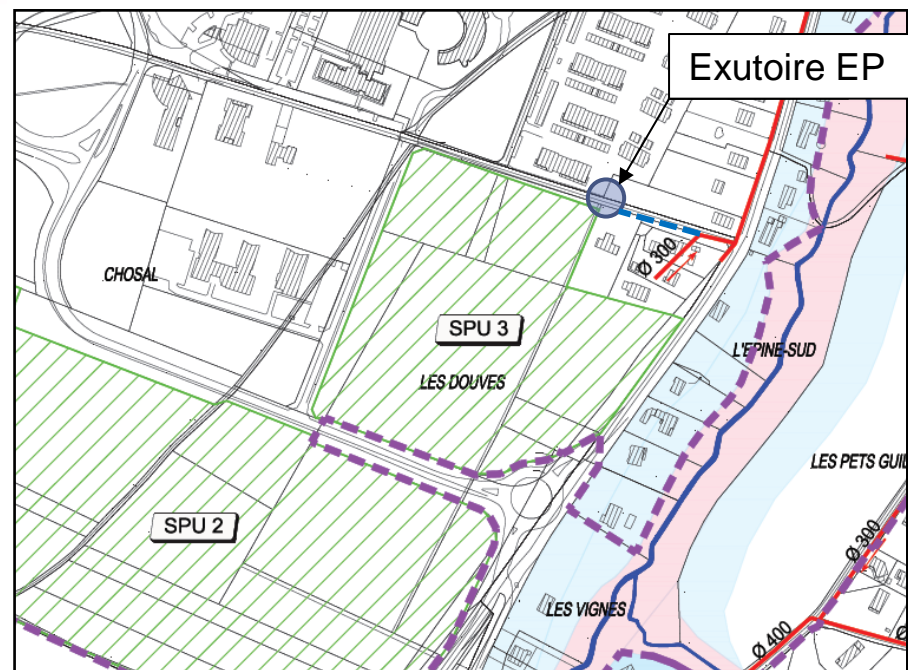 Exutoire EP
Ø 300
CHOSAL
SPU 3
L'EPINE-SUD
LES DOUVES
LES PETS GUIL
SPU 2
Ø 300
LES VIGNES
Ø 400
Ø